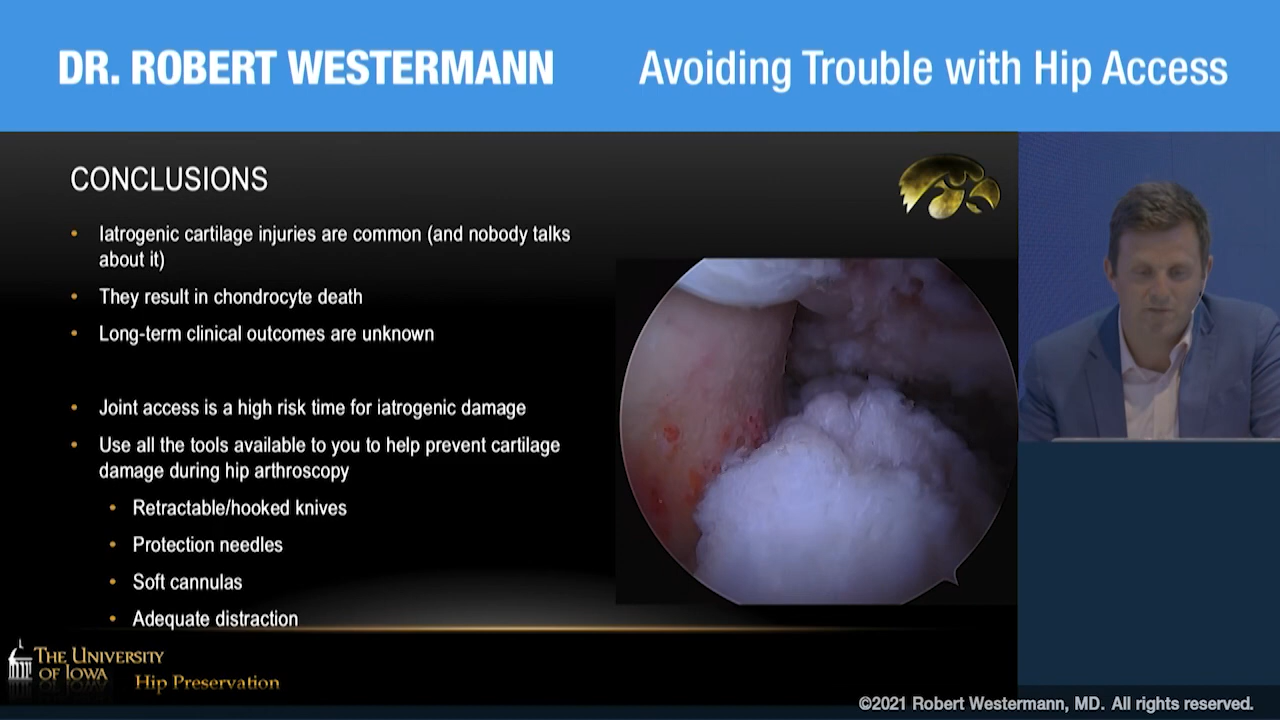 DR. ROBERT WESTERMANN
Avoiding Trouble with Hip Access
CONCLUSIONS
• Iatrogenic cartilage injuries are common (and nobody talks
about it)
• They result in chondrocyte death
• Long-term clinical outcomes are unknown
• Joint access is a high risk time for iatrogenic damage
• Use all the tools available to you to help prevent cartilage
damage during hip arthroscopy
• Retractable/hooked knives
• Protection needles
• Soft cannulas
• Adequate distraction
THE UNIVERSITY
OF IOWA
Hip Preservation
©2021 Robert Westermann, MD. All rights reserved.